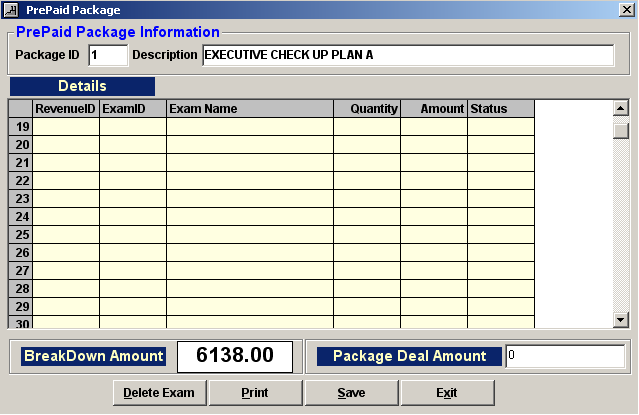 PrePaid Package
PrePaid Package Information
Package ID 1 Description EXECUTIVE CHECK UP PLAN A
Details
RevenueID ExamID Exam Name Quantity Amount Status
19
20
21
22
23
24
25
26
27
28
29
30
BreakDown Amount 6138.00 Package Deal Amount 0
Delete Exam Print Save Exit